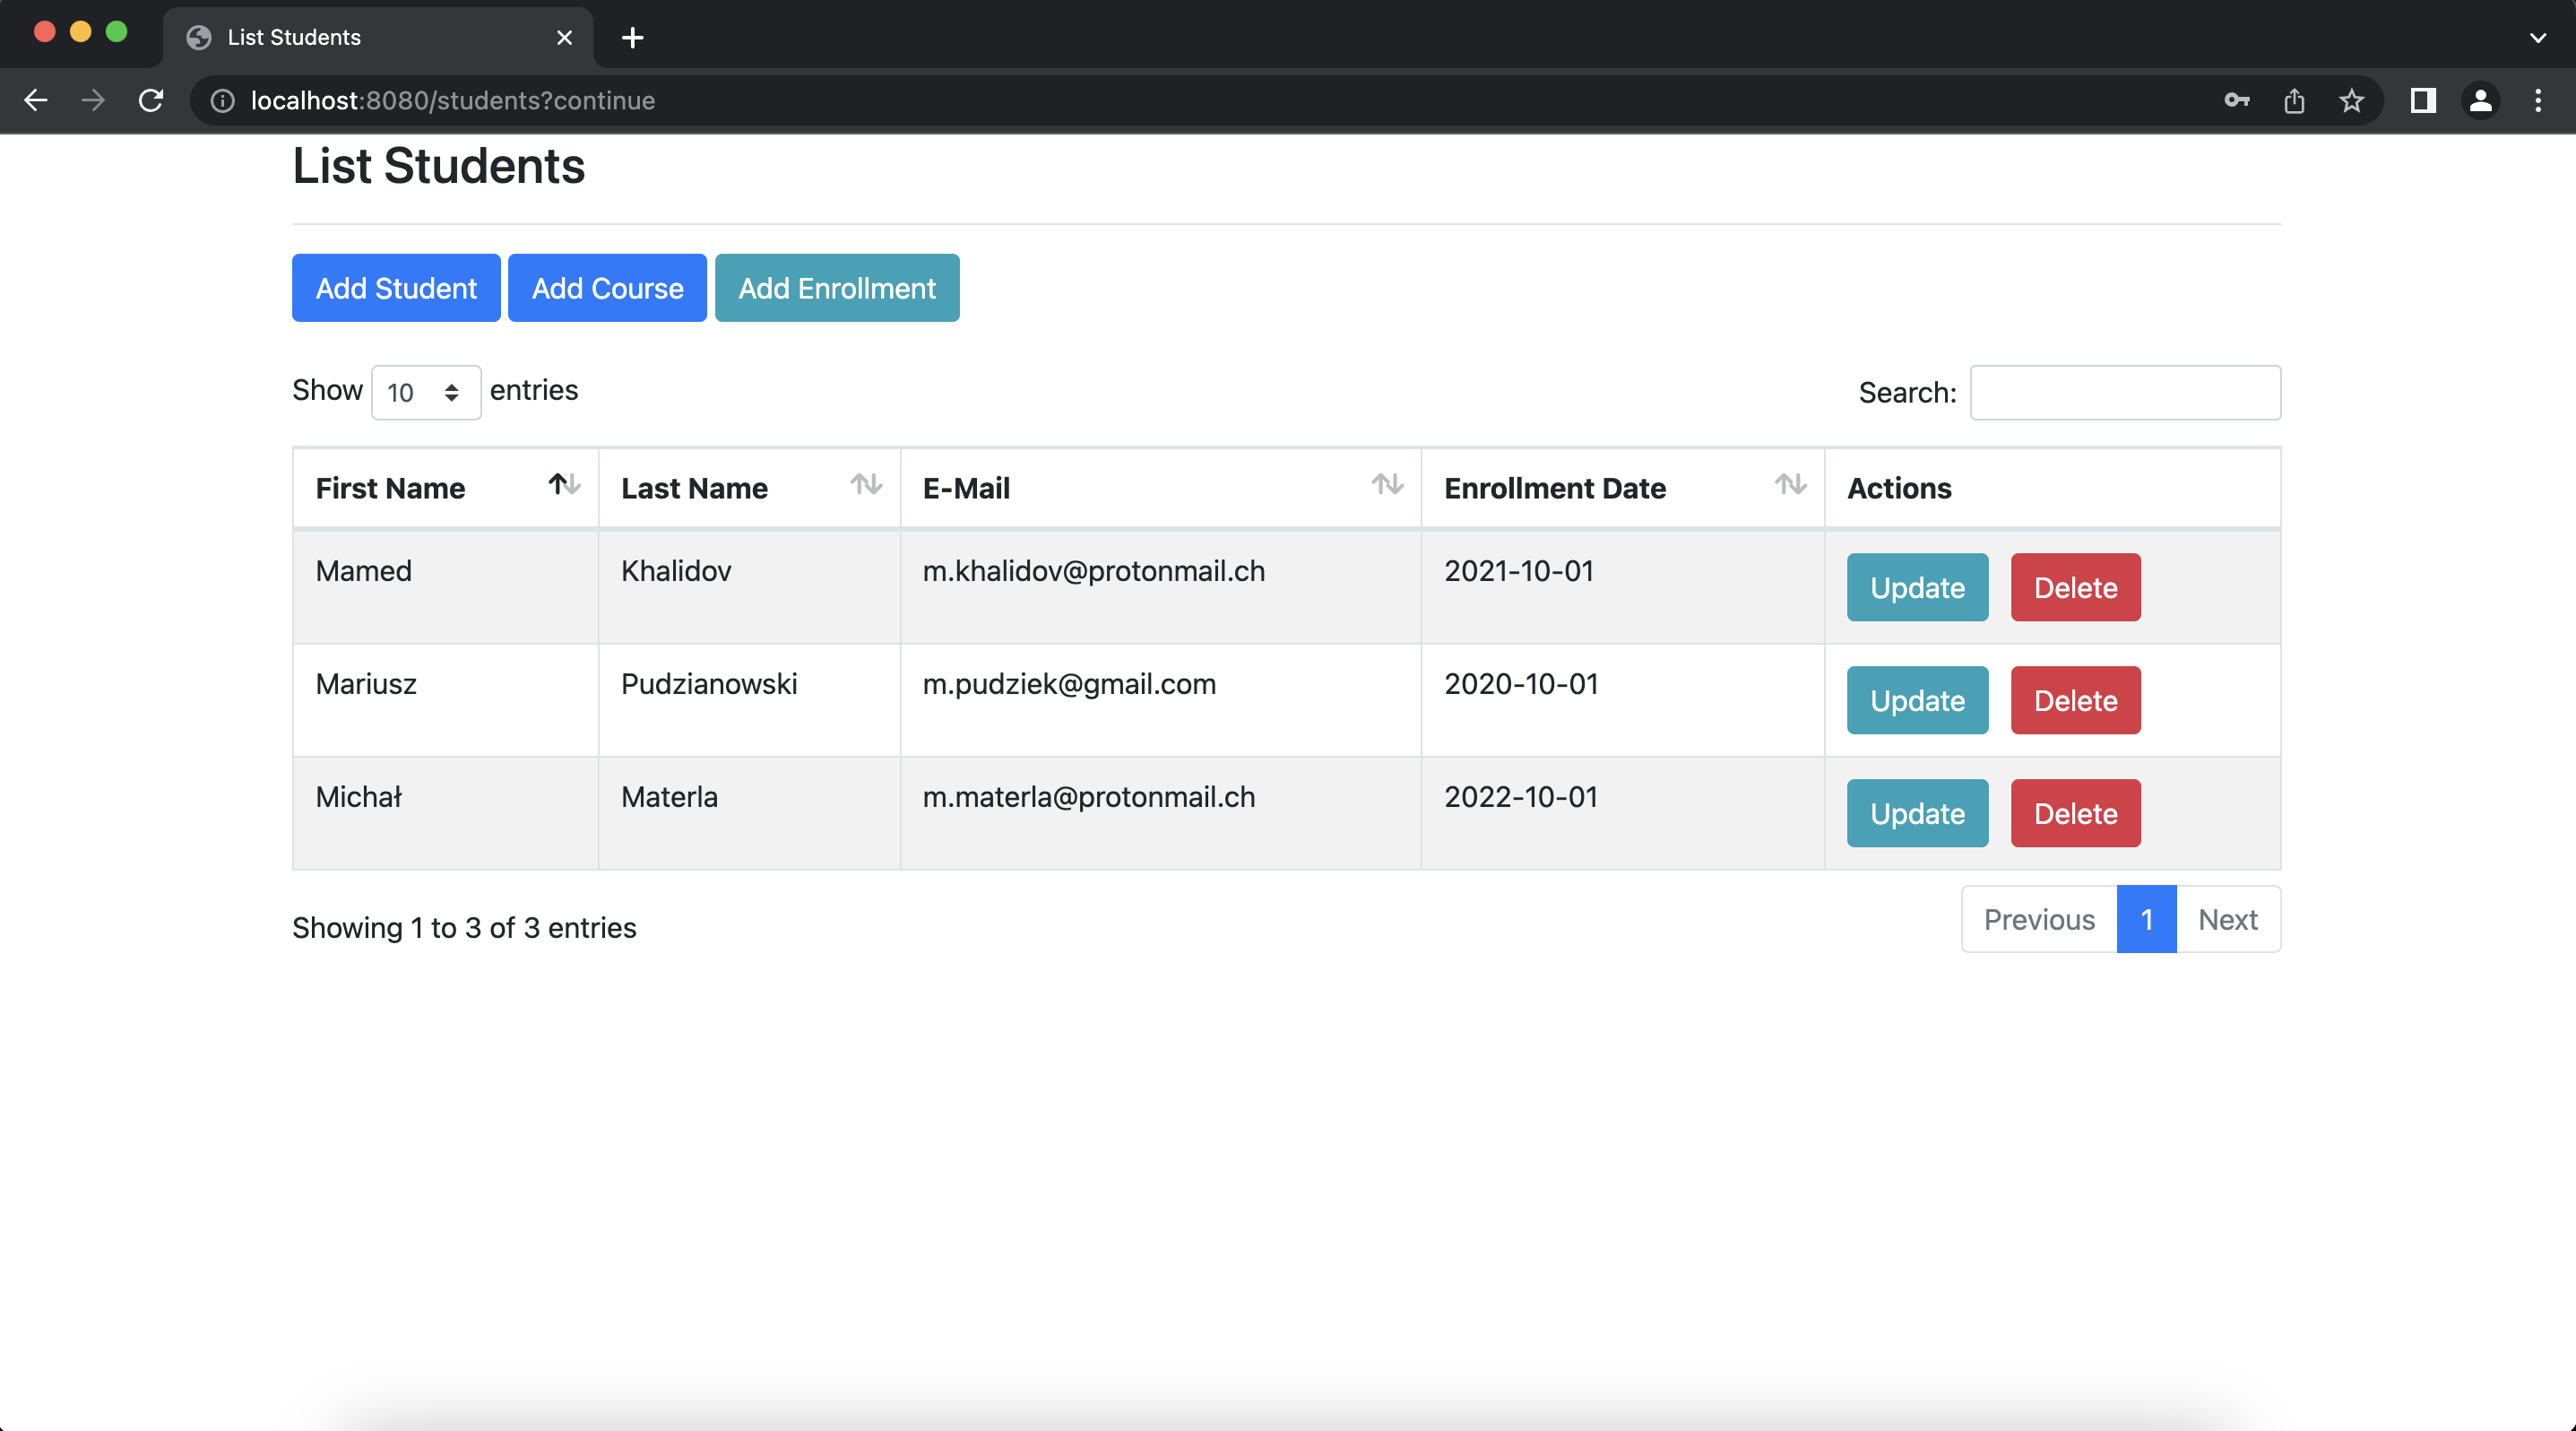 List Students
localhost:8080/students?continue
List Students
Add Student Add Course Add Enrollment
Show 10 entries Search:
First Name Last Name E-Mail Enrollment Date Actions
Mamed Khalidov m.khalidov@protonmail.ch 2021-10-01 Update Delete
Mariusz Pudzianowski m.pudziek@gmail.com 2020-10-01 Update Delete
Michał Materla m.materla@protonmail.ch 2022-10-01 Update Delete
Showing 1 to 3 of 3 entries Previous 1 Next